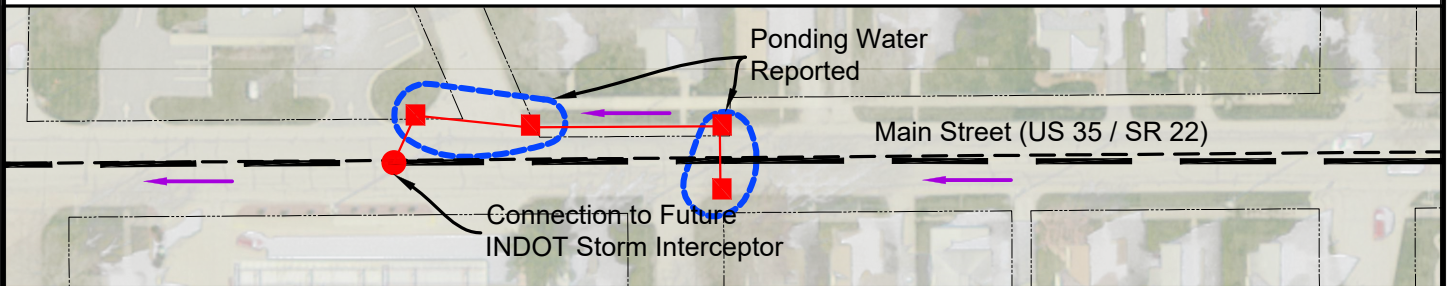 Ponding Water
Reported
Main Street (US 35 / SR 22)
Connection to Future
INDOT Storm Interceptor